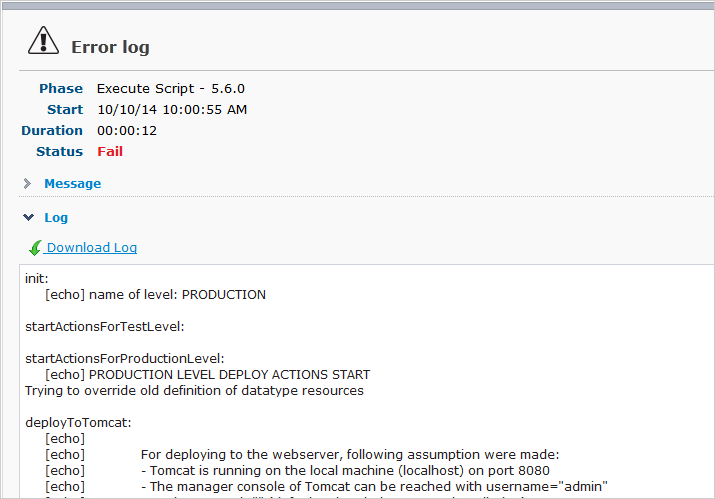 Error log
Phase Execute Script - 5.6.0
Start 10/10/14 10:00:55 AM
Duration 00:00:12
Status Fail
Message
Log
Download Log
init:
[echo] name of level: PRODUCTION
startActionsForTestLevel:
startActionsForProductionLevel:
[echo] PRODUCTION LEVEL DEPLOY ACTIONS START
Trying to override old definition of datatype resources
deployToTomcat:
[echo]
[echo] For deploying to the webserver, following assumption were made:
[echo] - Tomcat is running on the local machine (localhost) on port 8080
[echo] - The manager console of Tomcat can be reached with username="admin"